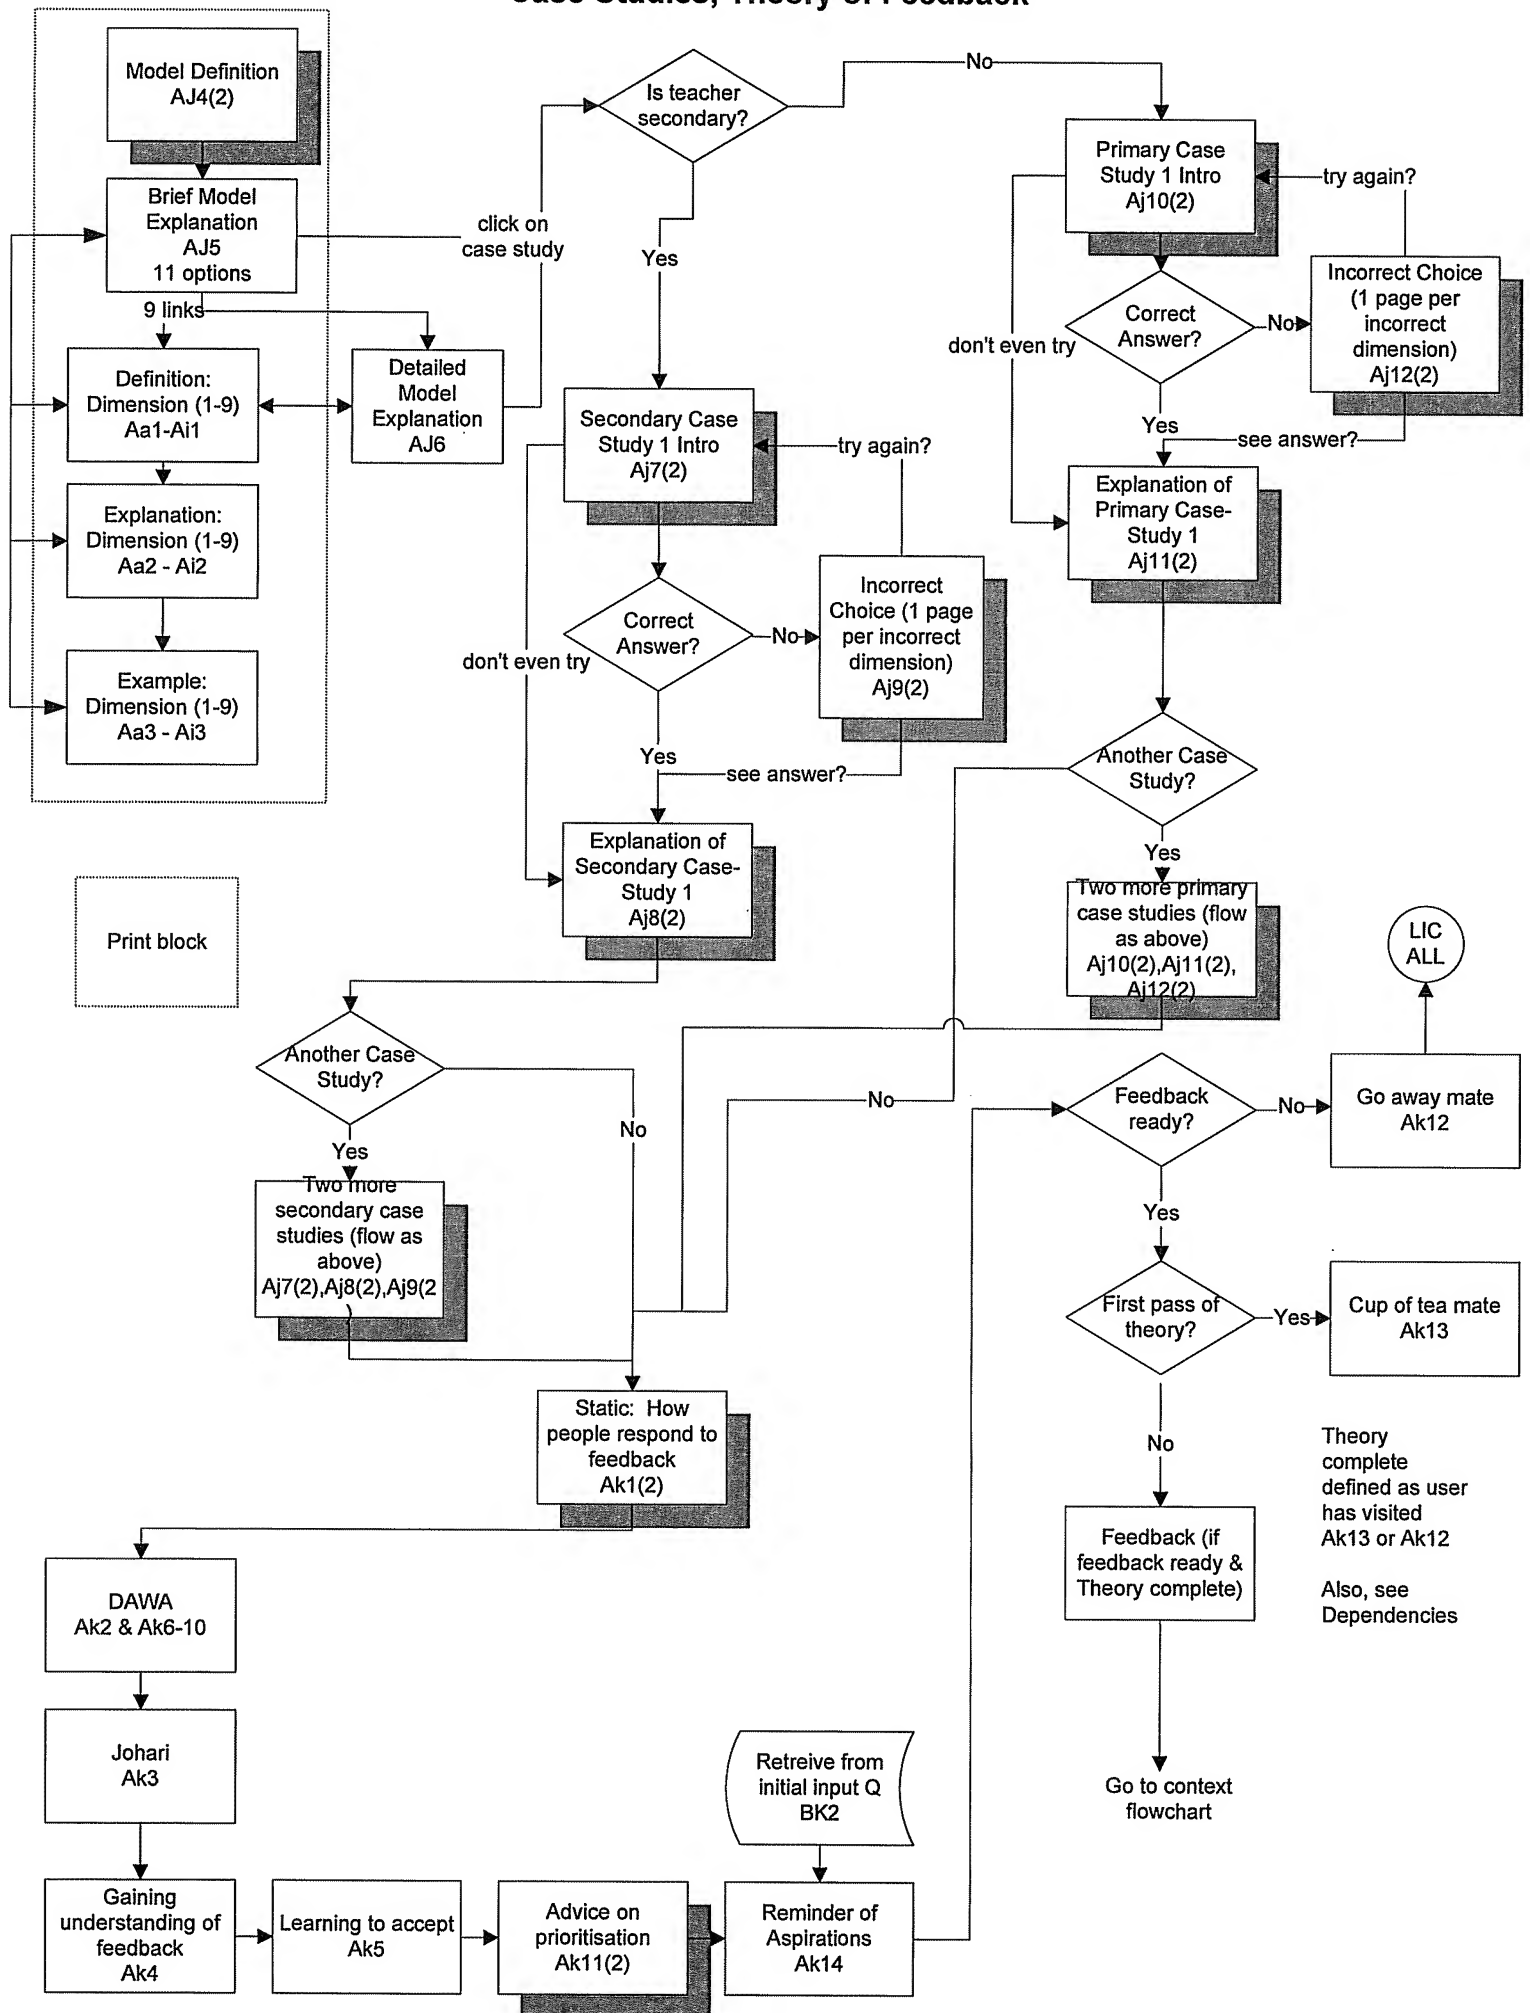 Case Studies, Theory of Feedback
Model Definition
AJ4(2)
Brief Model
Explanation
AJ5
11 options
9 links
Definition:
Dimension (1-9)
Aa1-Ai1
Explanation:
Dimension (1-9)
Aa2 - Ai2
Example:
Dimension (1-9)
Aa3 - Ai3
Detailed
Model
Explanation
AJ6
click on
case study
Print block
Is teacher
secondary?
No
Yes
Secondary Case
Study 1 Intro
Aj7(2)
try again?
Correct
Answer?
No
Incorrect
Choice (1 page
per incorrect
dimension)
Aj9(2)
don't even try
Yes
see answer?
Explanation of
Secondary Case-
Study 1
Aj8(2)
Another Case
Study?
No
Yes
Two more
secondary case
studies (flow as
above)
Aj7(2),Aj8(2),Aj9(2
)
Primary Case
Study 1 Intro
Aj10(2)
try again?
Correct
Answer?
No
Incorrect Choice
(1 page per
incorrect
dimension)
Aj12(2)
don't even try
Yes
see answer?
Explanation of
Primary Case-
Study 1
Aj11(2)
Another Case
Study?
Yes
No
Two more primary
case studies (flow
as above)
Aj10(2),Aj11(2),
Aj12(2)
Static: How
people respond to
feedback
Ak1(2)
DAWA
Ak2 & Ak6-10
Johari
Ak3
Gaining
understanding of
feedback
Ak4
Learning to accept
Ak5
Advice on
prioritisation
Ak11(2)
Retreive from
initial input Q
BK2
Reminder of
Aspirations
Ak14
Feedback
ready?
No
Go away mate
Ak12
LIC
ALL
Yes
First pass of
theory?
Yes
Cup of tea mate
Ak13
No
Feedback (if
feedback ready &
Theory complete)
Go to context
flowchart
Theory
complete
defined as user
has visited
Ak13 or Ak12
Also, see
Dependencies